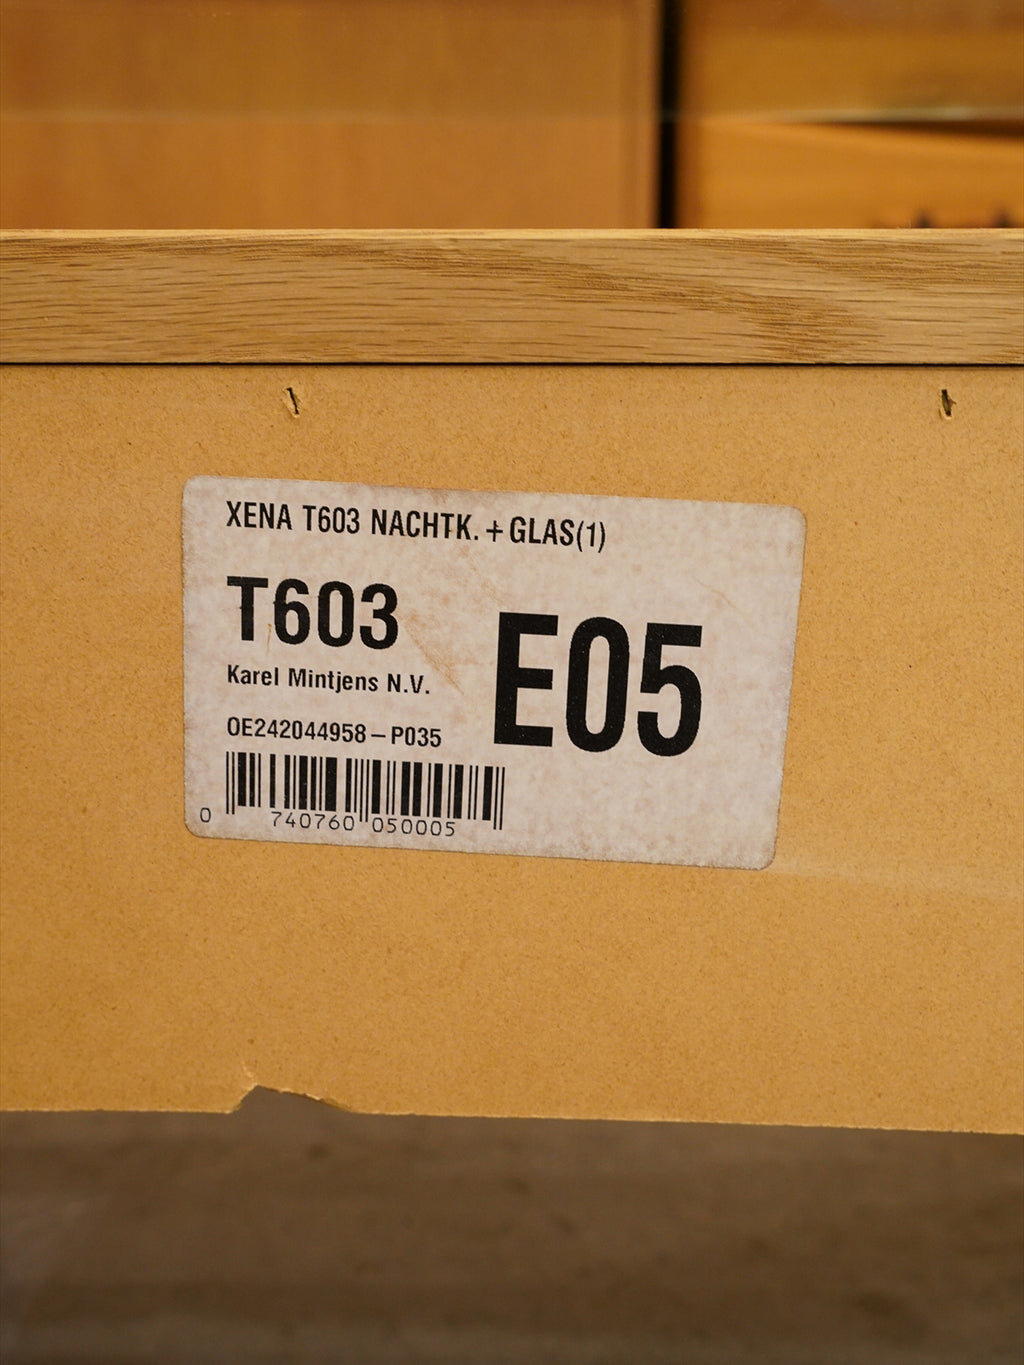 XENA T603 NACHTK. + GLAS(1)
T603
E05
Karel Mintjens N.V.
OE242044958 – P035
0 740760 050005